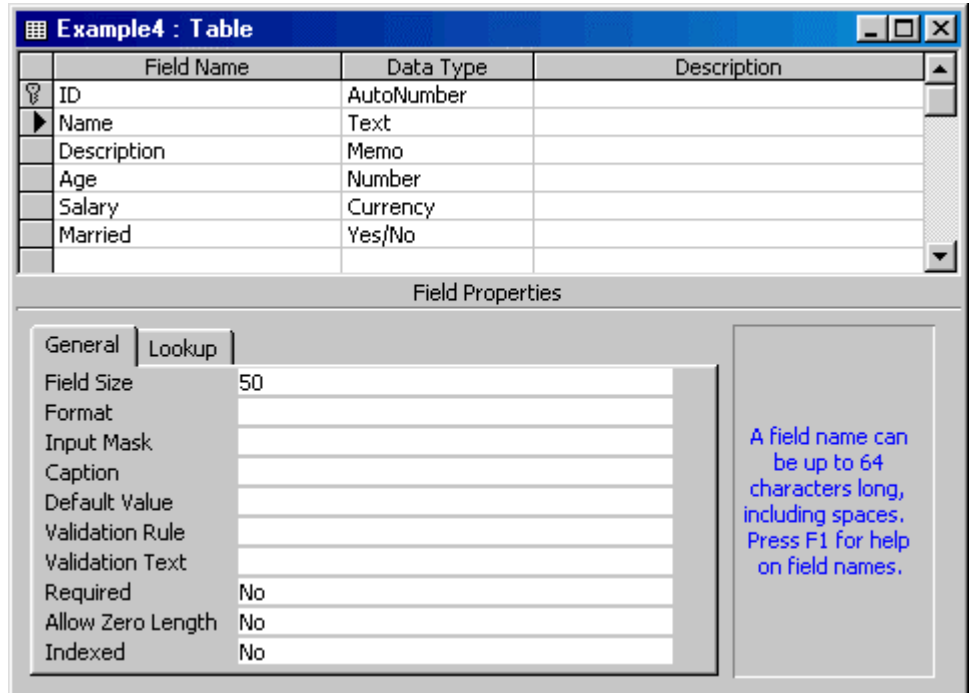 Example4 : Table
Field Name Data Type Description
ID AutoNumber
Name Text
Description Memo
Age Number
Salary Currency
Married Yes/No
Field Properties
General Lookup
Field Size 50
Format
Input Mask
Caption
Default Value
Validation Rule
Validation Text
Required No
Allow Zero Length No
Indexed No
A field name can
be up to 64
characters long,
including spaces.
Press F1 for help
on field names.